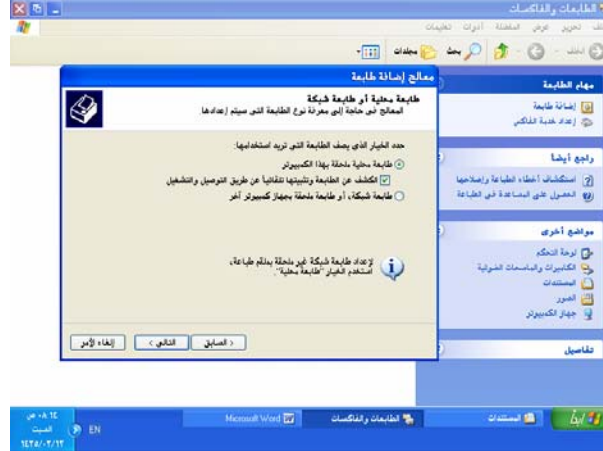 الطابعات والفاكسات
ملف تحرير عرض المفضلة أدوات تعليمات
بحث مجلدات
مهام الطابعة
إضافة طابعة
إعداد خدمة الفاكس
راجع أيضا
استكشاف أخطاء الطباعة وإصلاحها
الحصول على المساعدة في الطباعة
مواضع أخرى
لوحة التحكم
الكاميرات والماسحات الضوئية
المستندات
الصور
جهاز الكمبيوتر
تفاصيل
معالج إضافة طابعة
طابعة محلية أو طابعة شبكة
المعالج في حاجة إلى معرفة نوع الطابعة التي سيتم إعدادها.
حدد الخيار الذي يصف الطابعة التي تريد استخدامها:
طابعة محلية ملحقة بهذا الكمبيوتر
الكشف عن الطابعة وتثبيتها تلقائياً عن طريق التوصيل والتشغيل
طابعة شبكة، أو طابعة ملحقة بجهاز كمبيوتر آخر
لإعداد طابعة شبكة غير ملحقة بملقم طباعة،
استخدم الخيار "طابعة محلية".
< السابق
التالي >
إلغاء الأمر
ابدأ
المستندات
الطابعات والفاكسات
Microsoft Word
EN
السبت